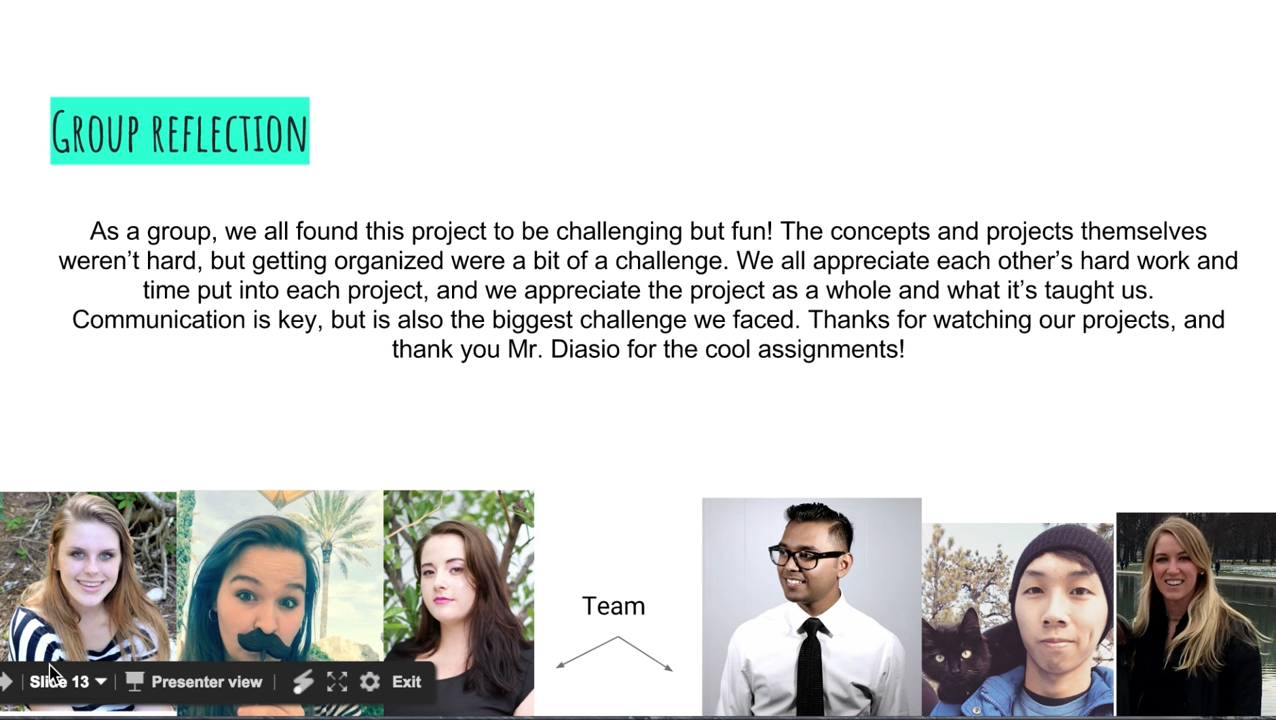 Group reflection
As a group, we all found this project to be challenging but fun! The concepts and projects themselves
weren’t hard, but getting organized were a bit of a challenge. We all appreciate each other’s hard work and
time put into each project, and we appreciate the project as a whole and what it’s taught us.
Communication is key, but is also the biggest challenge we faced. Thanks for watching our projects, and
thank you Mr. Diasio for the cool assignments!
Team
Slide 13 Presenter view Exit